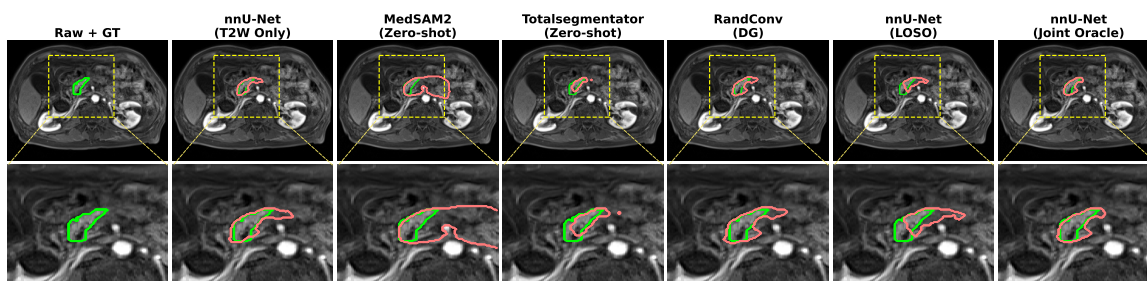 Raw + GT
nnU-Net
(T2W Only)
MedSAM2
(Zero-shot)
Totalsegmentator
(Zero-shot)
RandConv
(DG)
nnU-Net
(LOSO)
nnU-Net
(Joint Oracle)